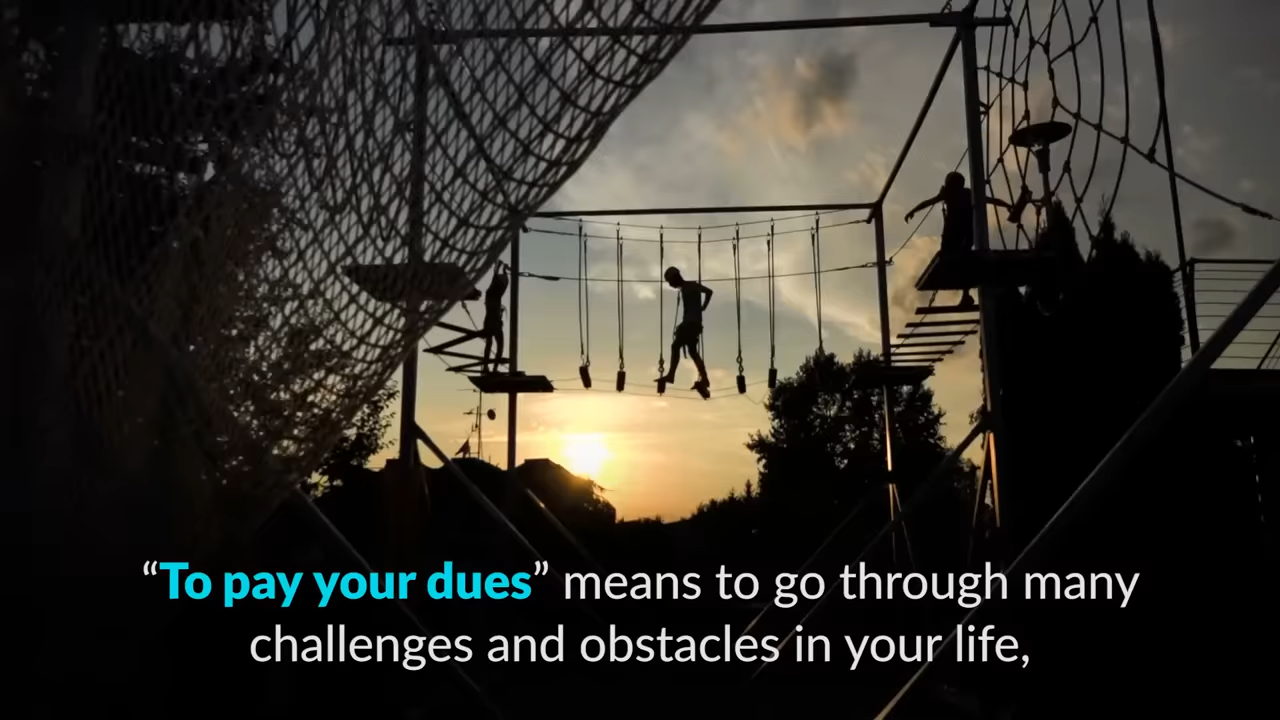 “To pay your dues” means to go through many
challenges and obstacles in your life,